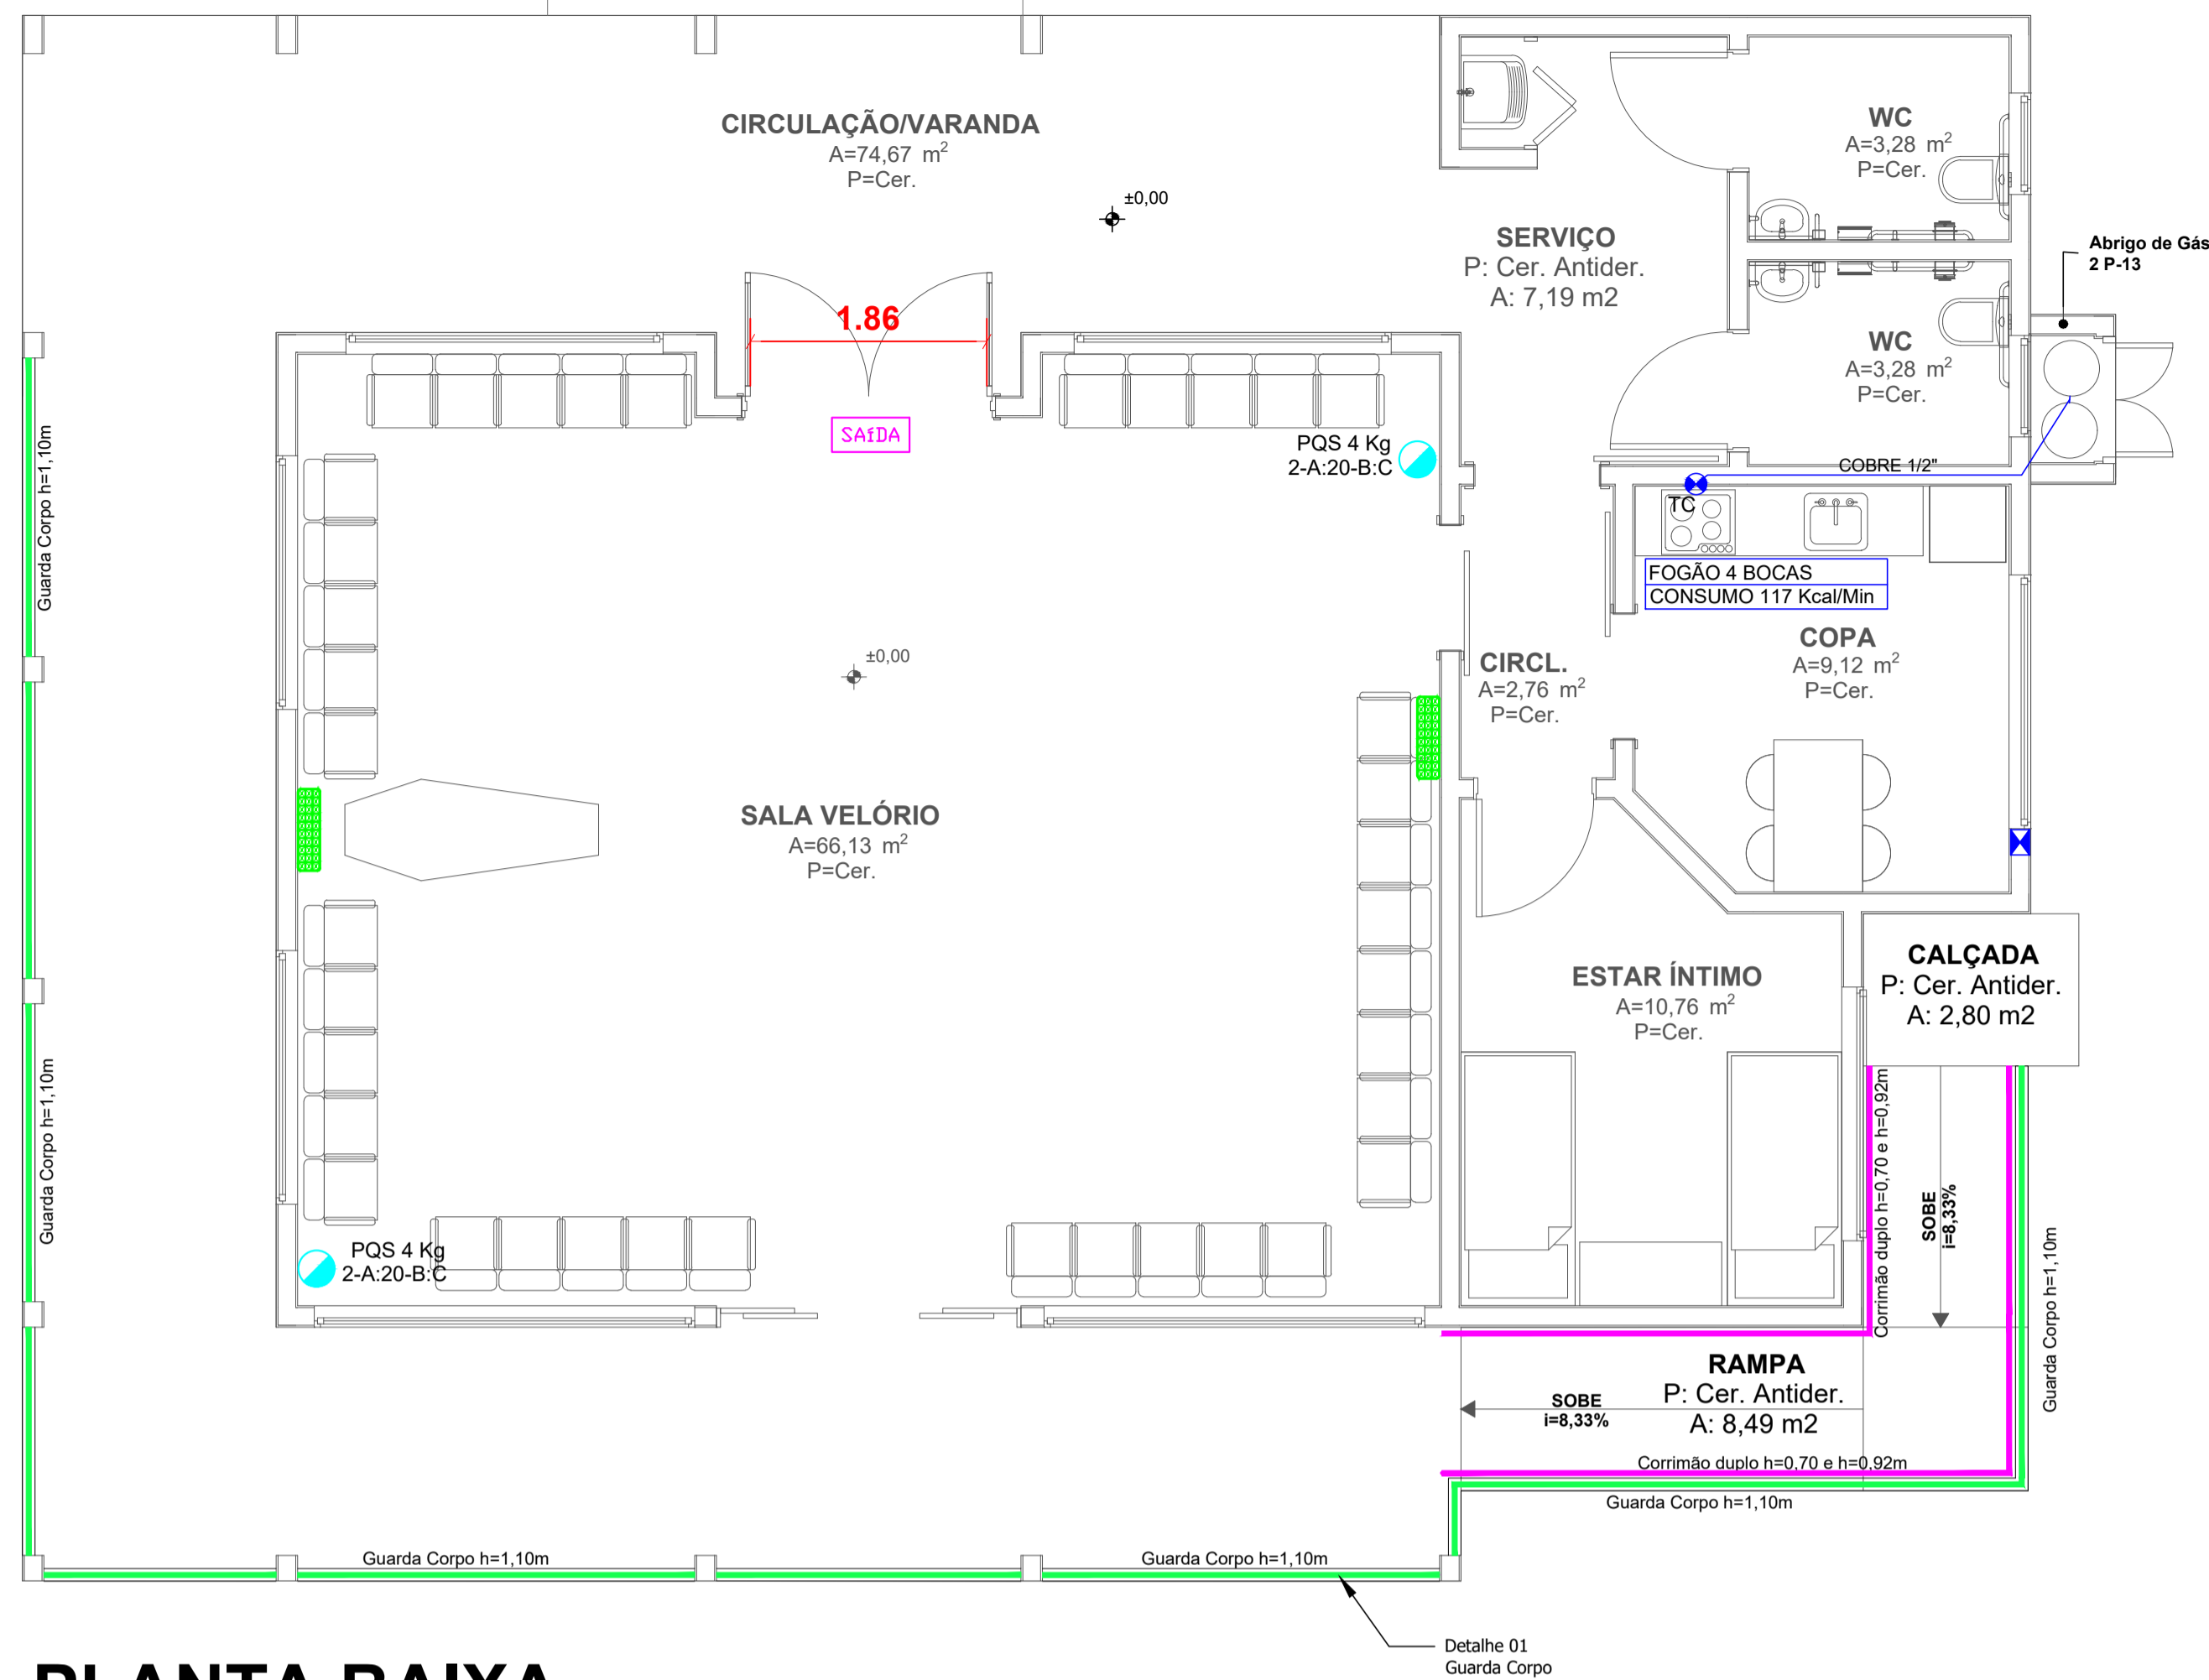 CIRCULAÇÃO/VARANDA
A=74,67 m²
P=Cer.
±0,00
WC
A=3,28 m²
P=Cer.
SERVIÇO
P: Cer. Antider.
A: 7,19 m2
Abrigo de Gás
2 P-13
1.86
WC
A=3,28 m²
P=Cer.
SAíDA
PQS 4 Kg
2-A:20-B:C
COBRE 1/2"
TC
FOGÃO 4 BOCAS
CONSUMO 117 Kcal/Min
Guarda Corpo h=1,10m
±0,00
COPA
A=9,12 m²
P=Cer.
CIRCL.
A=2,76 m²
P=Cer.
SALA VELÓRIO
A=66,13 m²
P=Cer.
ESTAR ÍNTIMO
A=10,76 m²
P=Cer.
CALÇADA
P: Cer. Antider.
A: 2,80 m2
Guarda Corpo h=1,10m
Corrimão duplo h=0,70 e h=0,92m
SOBE
i=8,33%
Guarda Corpo h=1,10m
PQS 4 Kg
2-A:20-B:C
RAMPA
P: Cer. Antider.
A: 8,49 m2
SOBE
i=8,33%
Corrimão duplo h=0,70 e h=0,92m
Guarda Corpo h=1,10m
Guarda Corpo h=1,10m
Guarda Corpo h=1,10m
Detalhe 01
Guarda Corpo
PLANTA BAIXA